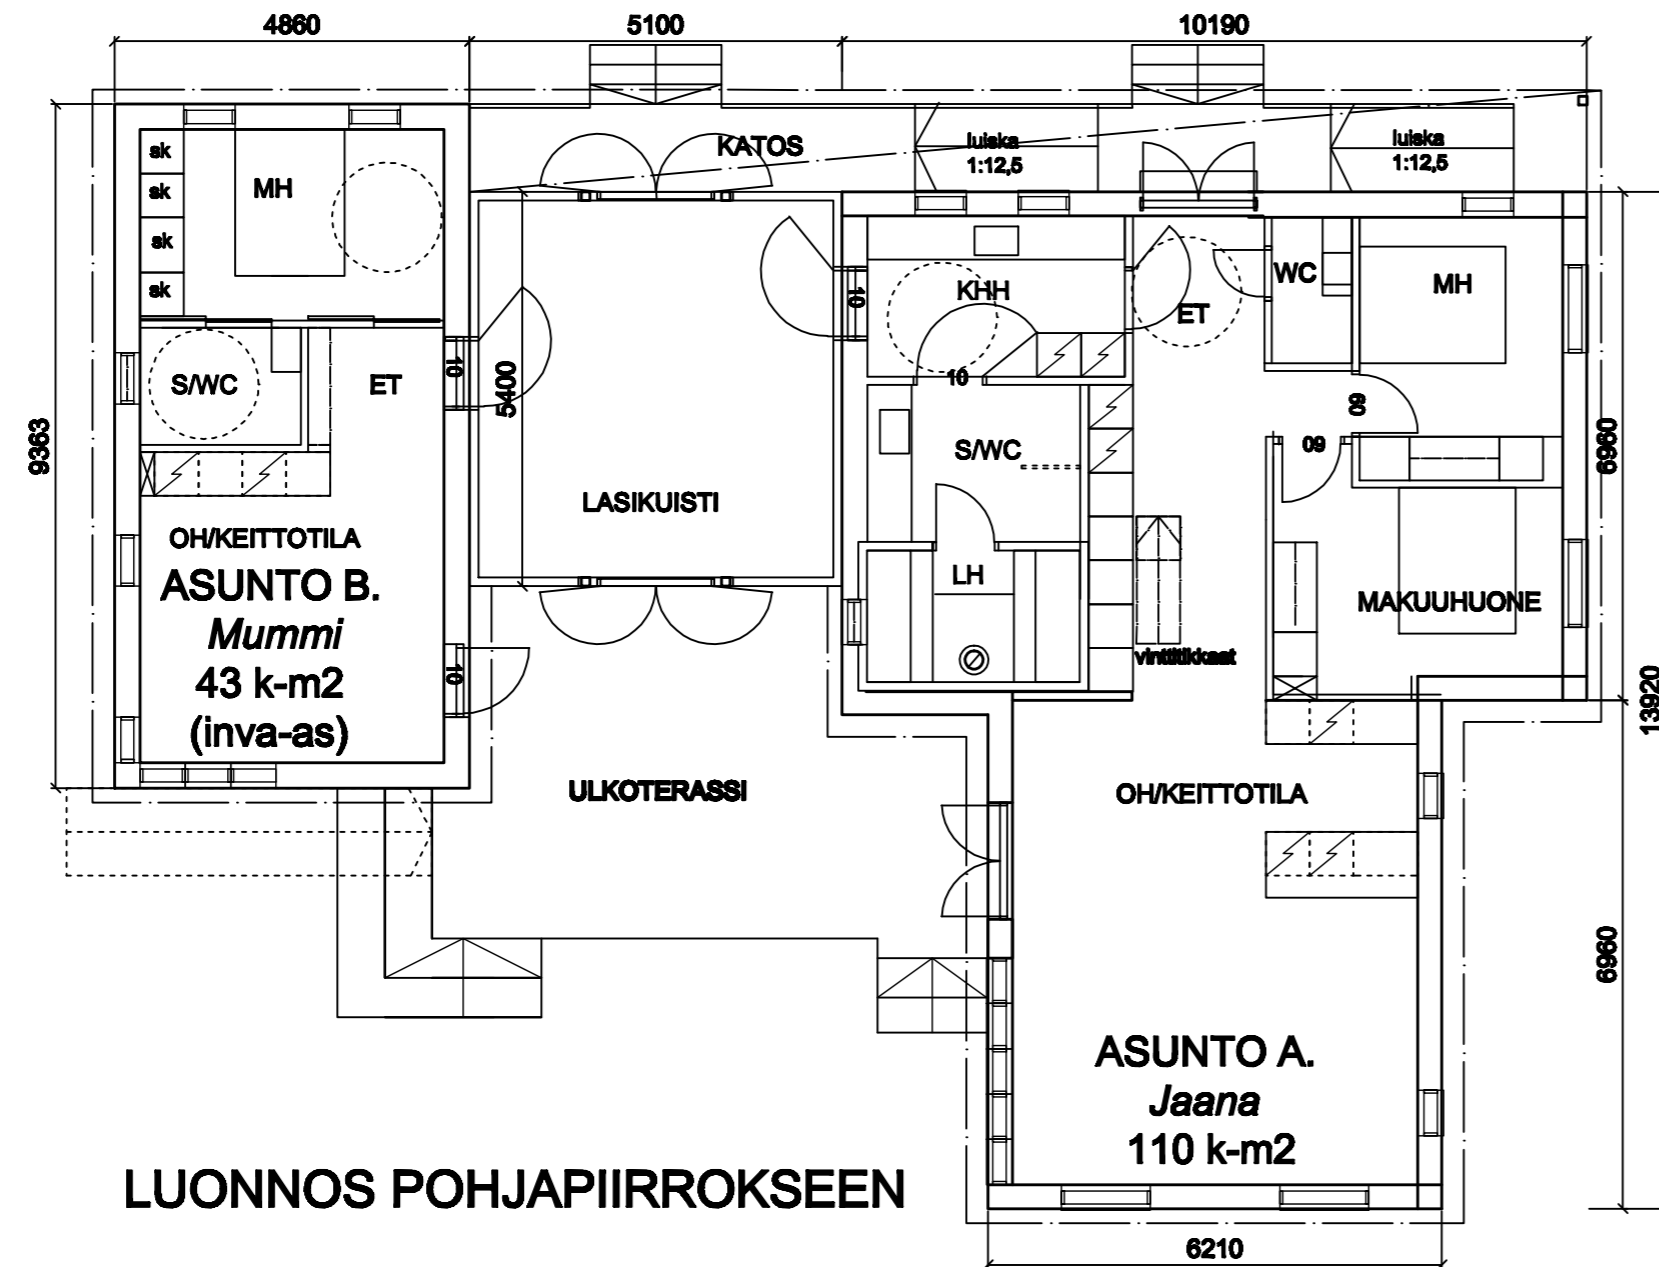 4860
5100
10190
KATOS
luiska
1:12,5
luiska
1:12,5
sk
sk
sk
sk
MH
10
KHH
ET
WC
MH
S/WC
ET
10
5400
10
09
09
9363
6960
S/WC
LASIKUISTI
OH/KEITTOTILA
ASUNTO B.
Mummi
43 k-m2
(inva-as)
10
LH
MAKUUHUONE
vinttitikkaat
13920
ULKOTERASSI
OH/KEITTOTILA
6960
ASUNTO A.
Jaana
110 k-m2
LUONNOS POHJAPIIRROKSEEN
6210